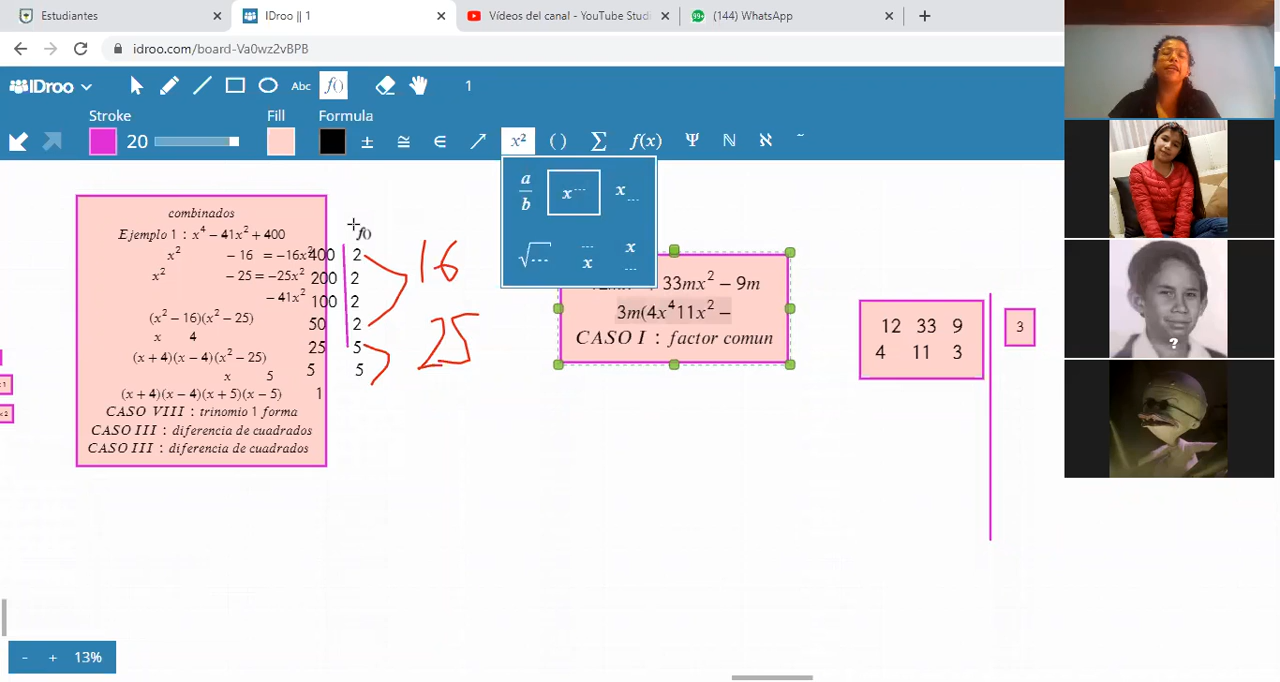 Estudiantes
IDroo || 1
Vídeos del canal - YouTube Studi
99+
(144) WhatsApp
idroo.com/board-Va0wz2vBPB
IDroo
Abc
f()
1
Stroke
Fill
Formula
20
± ≅ ∈ x² ( ) ∑ f(x) Ψ ℕ ℵ ~
a/b x^... x_...
√... ... x
x ...
combinados
Ejemplo 1 : x⁴ − 41x² + 400
x² − 16 = −16x²
x² − 25 = −25x²
− 41x²
(x² − 16)(x² − 25)
x 4
(x + 4)(x − 4)(x² − 25)
x 5
(x + 4)(x − 4)(x + 5)(x − 5)
CASO VIII : trinomio 1 forma
CASO III : diferencia de cuadrados
CASO III : diferencia de cuadrados
f()
400 2
200 2
100 2
50 2
25 5
5 5
1
16
25
33mx² − 9m
3m(4x⁴11x² −
CASO I : factor comun
12 33 9
4 11 3
3
?
- + 13%